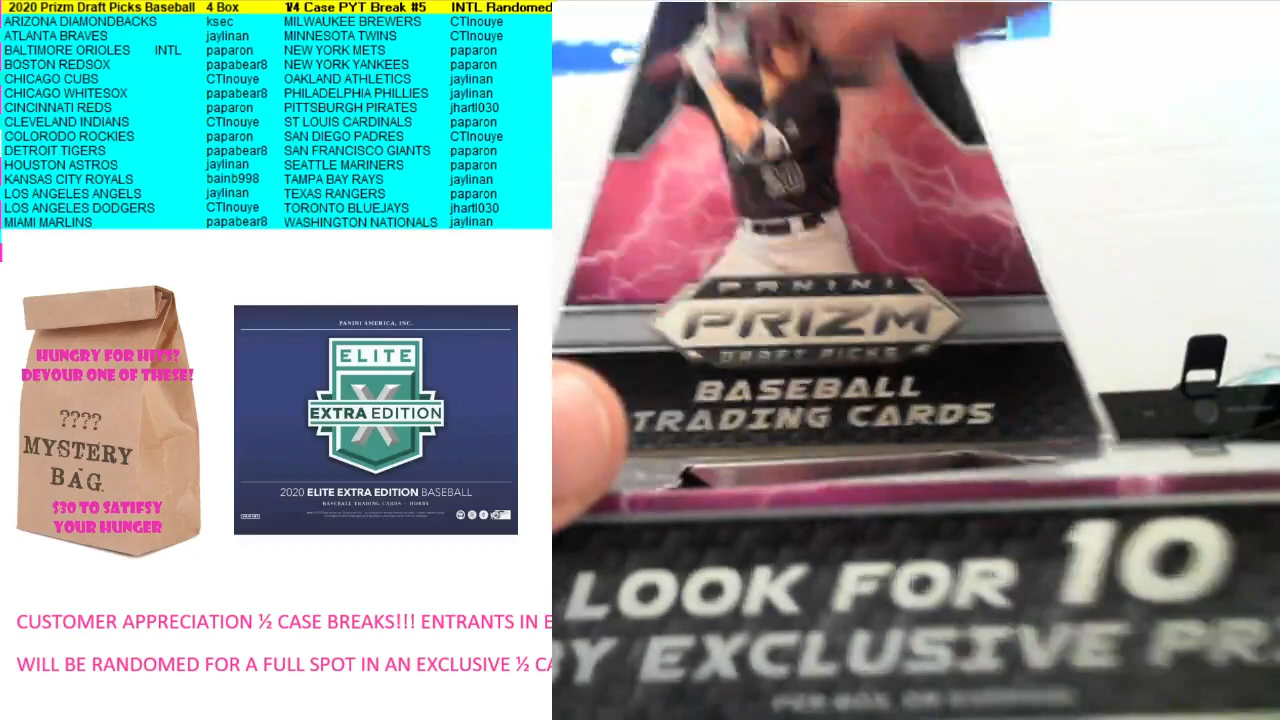 2020 Prizm Draft Picks Baseball 4 Box 1/4 Case PYT Break #5 INTL Randomed
ARIZONA DIAMONDBACKS ksec MILWAUKEE BREWERS CTInouye
ATLANTA BRAVES jaylinan MINNESOTA TWINS CTInouye
BALTIMORE ORIOLES INTL paparon NEW YORK METS paparon
BOSTON REDSOX papabear8 NEW YORK YANKEES paparon
CHICAGO CUBS CTInouye OAKLAND ATHLETICS jaylinan
CHICAGO WHITESOX papabear8 PHILADELPHIA PHILLIES jaylinan
CINCINNATI REDS paparon PITTSBURGH PIRATES jhartl030
CLEVELAND INDIANS CTInouye ST LOUIS CARDINALS paparon
COLORODO ROCKIES paparon SAN DIEGO PADRES CTInouye
DETROIT TIGERS papabear8 SAN FRANCISCO GIANTS paparon
HOUSTON ASTROS jaylinan SEATTLE MARINERS paparon
KANSAS CITY ROYALS bainb998 TAMPA BAY RAYS jaylinan
LOS ANGELES ANGELS jaylinan TEXAS RANGERS paparon
LOS ANGELES DODGERS CTInouye TORONTO BLUEJAYS jhartl030
MIAMI MARLINS papabear8 WASHINGTON NATIONALS jaylinan
HUNGRY FOR HITS?
DEVOUR ONE OF THESE!
????
MYSTERY
BAG
$30 TO SATIFSY
YOUR HUNGER
PANINI AMERICA, INC.
ELITE
EXTRA EDITION
X
2020 ELITE EXTRA EDITION BASEBALL
BASEBALL TRADING CARDS - HOBBY
PANINI
CUSTOMER APPRECIATION ½ CASE BREAKS!!! ENTRANTS IN
WILL BE RANDOMED FOR A FULL SPOT IN AN EXCLUSIVE ½ CA
PANINI
PRIZM
DRAFT PICKS
BASEBALL
TRADING CARDS
LOOK FOR 10
EXCLUSIVE PR